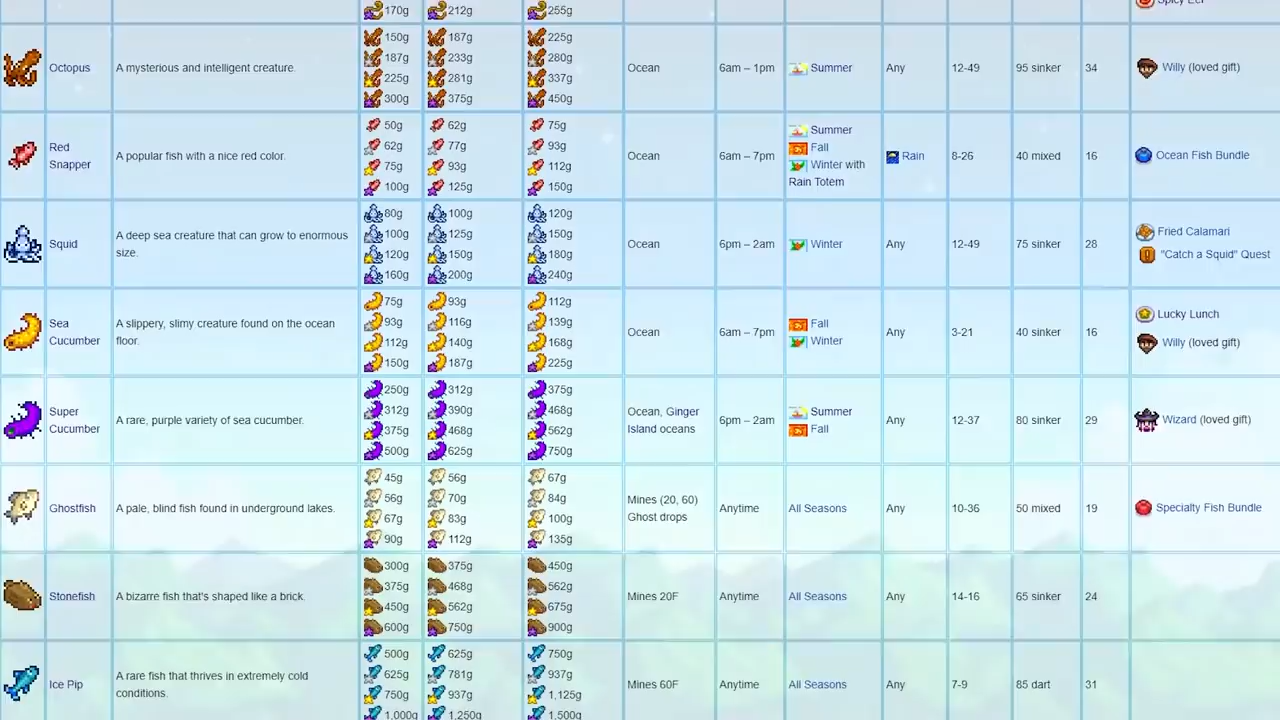 170g 212g 255g
Spicy Eel
Octopus
A mysterious and intelligent creature.
150g 187g 225g
187g 233g 280g
225g 281g 337g
300g 375g 450g
Ocean
6am – 1pm
Summer
Any
12-49
95 sinker
34
Willy (loved gift)
Red
Snapper
A popular fish with a nice red color.
50g 62g 75g
62g 77g 93g
75g 93g 112g
100g 125g 150g
Ocean
6am – 7pm
Summer
Fall
Winter with
Rain Totem
Rain
8-26
40 mixed
16
Ocean Fish Bundle
Squid
A deep sea creature that can grow to enormous
size.
80g 100g 120g
100g 125g 150g
120g 150g 180g
160g 200g 240g
Ocean
6pm – 2am
Winter
Any
12-49
75 sinker
28
Fried Calamari
"Catch a Squid" Quest
Sea
Cucumber
A slippery, slimy creature found on the ocean
floor.
75g 93g 112g
93g 116g 139g
112g 140g 168g
150g 187g 225g
Ocean
6am – 7pm
Fall
Winter
Any
3-21
40 sinker
16
Lucky Lunch
Willy (loved gift)
Super
Cucumber
A rare, purple variety of sea cucumber.
250g 312g 375g
312g 390g 468g
375g 468g 562g
500g 625g 750g
Ocean, Ginger
Island oceans
6pm – 2am
Summer
Fall
Any
12-37
80 sinker
29
Wizard (loved gift)
Ghostfish
A pale, blind fish found in underground lakes.
45g 56g 67g
56g 70g 84g
67g 83g 100g
90g 112g 135g
Mines (20, 60)
Ghost drops
Anytime
All Seasons
Any
10-36
50 mixed
19
Specialty Fish Bundle
Stonefish
A bizarre fish that's shaped like a brick.
300g 375g 450g
375g 468g 562g
450g 562g 675g
600g 750g 900g
Mines 20F
Anytime
All Seasons
Any
14-16
65 sinker
24
Ice Pip
A rare fish that thrives in extremely cold
conditions.
500g 625g 750g
625g 781g 937g
750g 937g 1,125g
1,000g 1,250g 1,500g
Mines 60F
Anytime
All Seasons
Any
7-9
85 dart
31